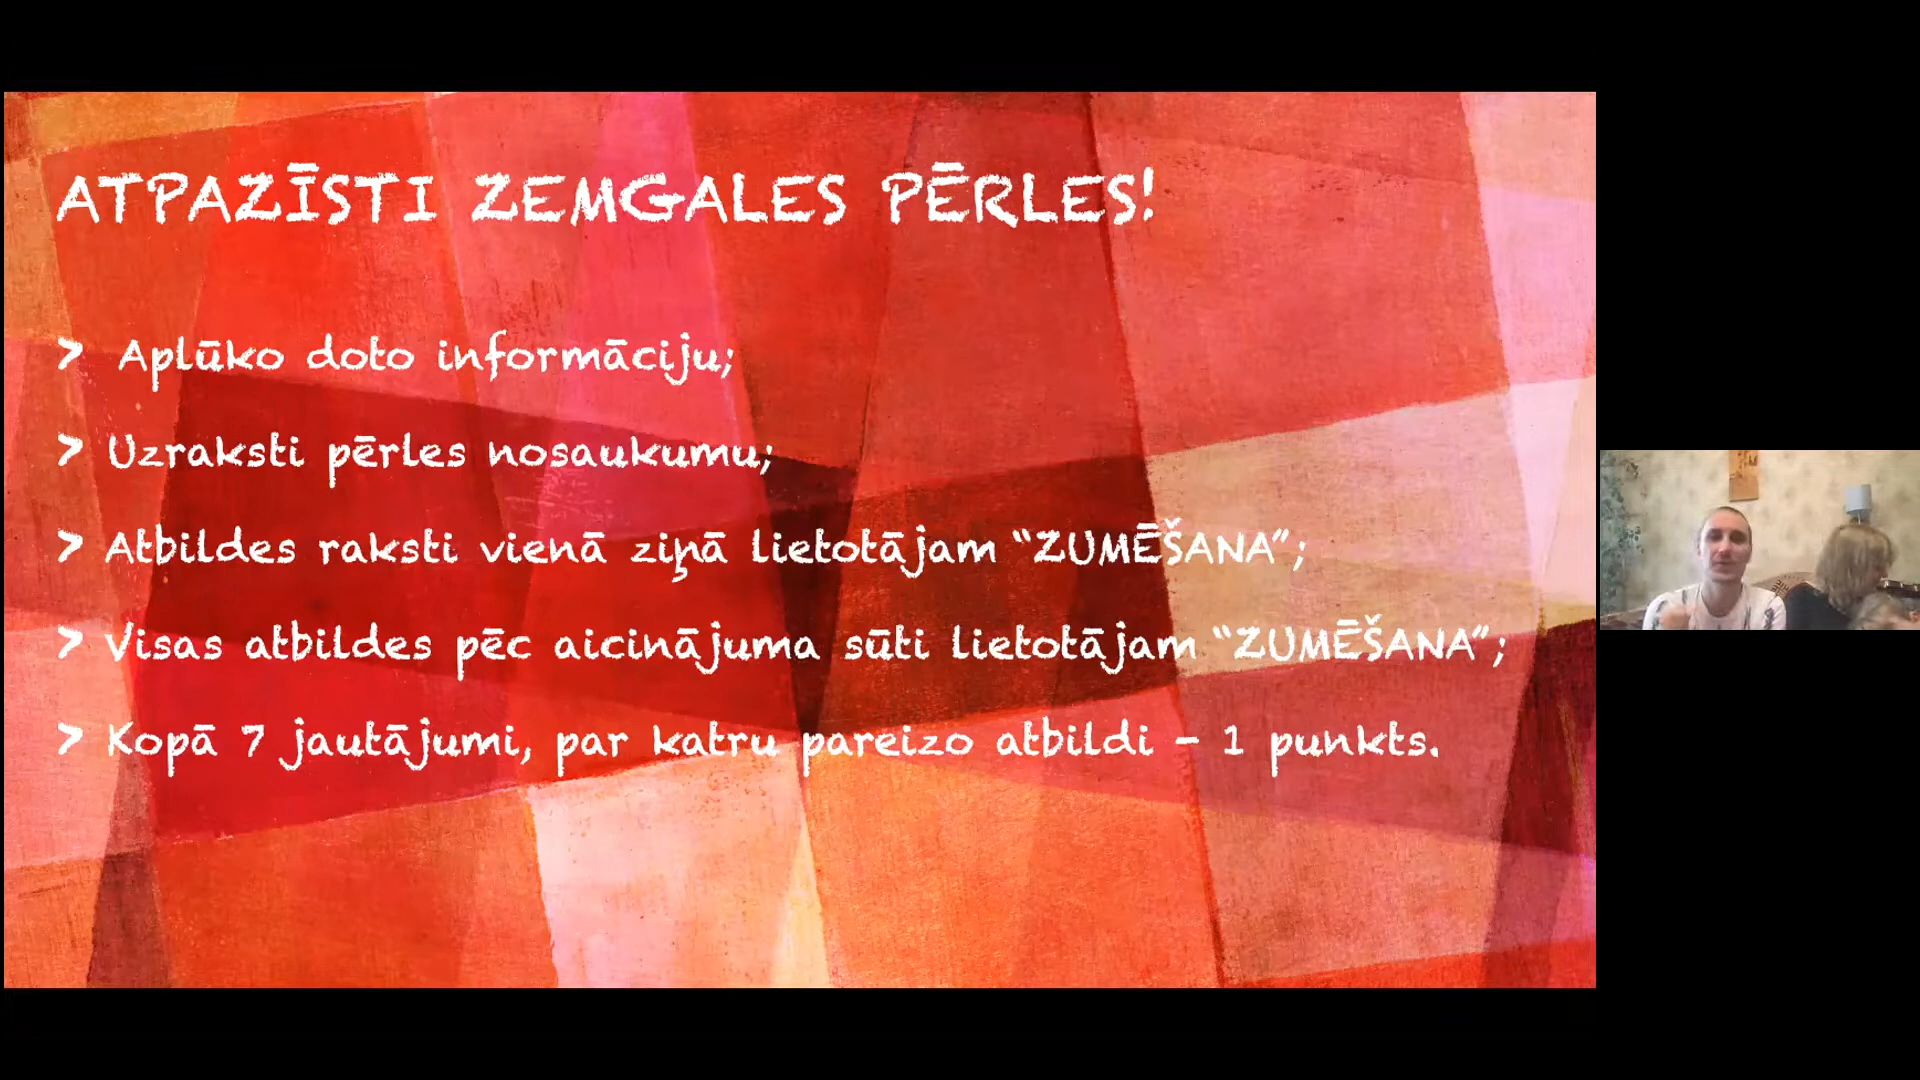 ATPAZĪSTI ZEMGALES PĒRLES!
> Aplūko doto informāciju;
> Uzraksti pērles nosaukumu;
> Atbildes raksti vienā ziņā lietotājam “ZUMĒŠANA”;
> Visas atbildes pēc aicinājuma sūti lietotājam “ZUMĒŠANA”;
> Kopā 7 jautājumi, par katru pareizo atbildi – 1 punkts.